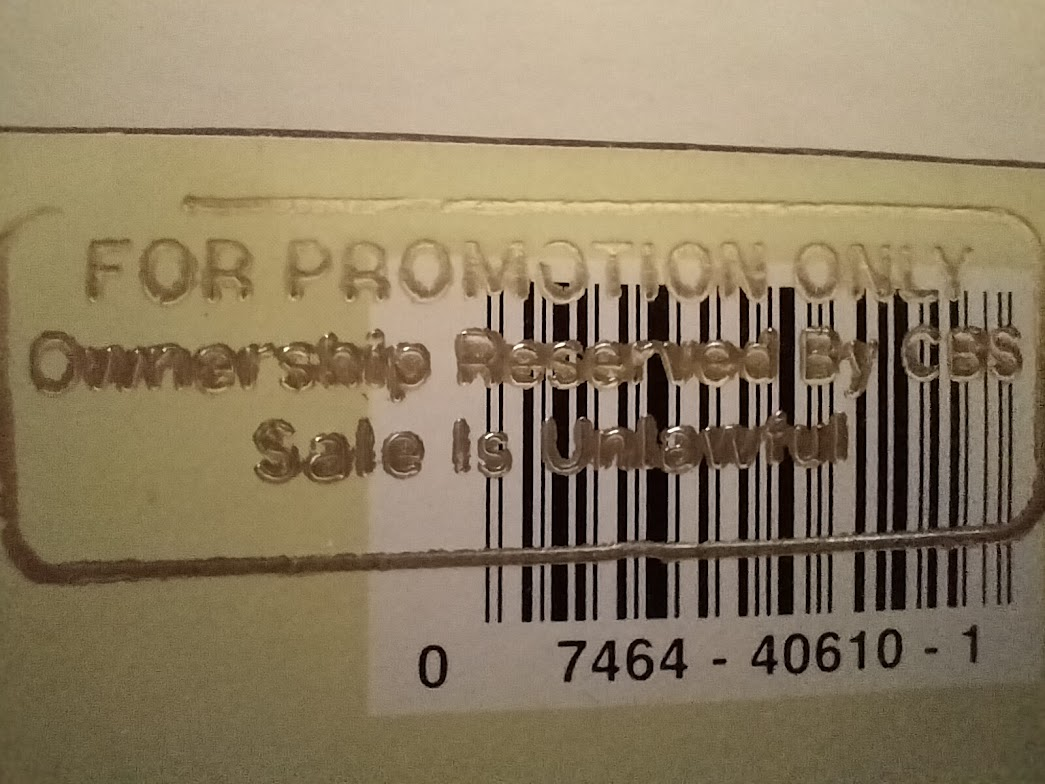 FOR PROMOTION ONLY
Ownership Reserved By CBS
Sale Is Unlawful
0 7464 - 40610 - 1